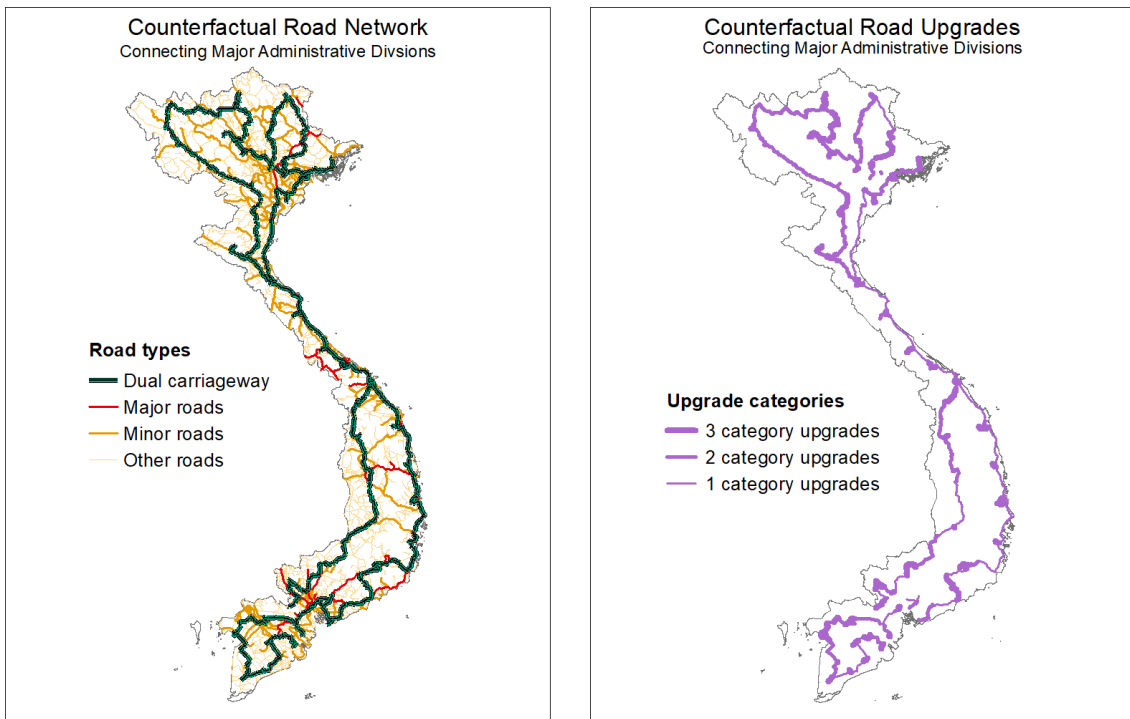 Counterfactual Road Network
Connecting Major Administrative Divsions
Road types
Dual carriageway
Major roads
Minor roads
Other roads
Counterfactual Road Upgrades
Connecting Major Administrative Divisions
Upgrade categories
3 category upgrades
2 category upgrades
1 category upgrades